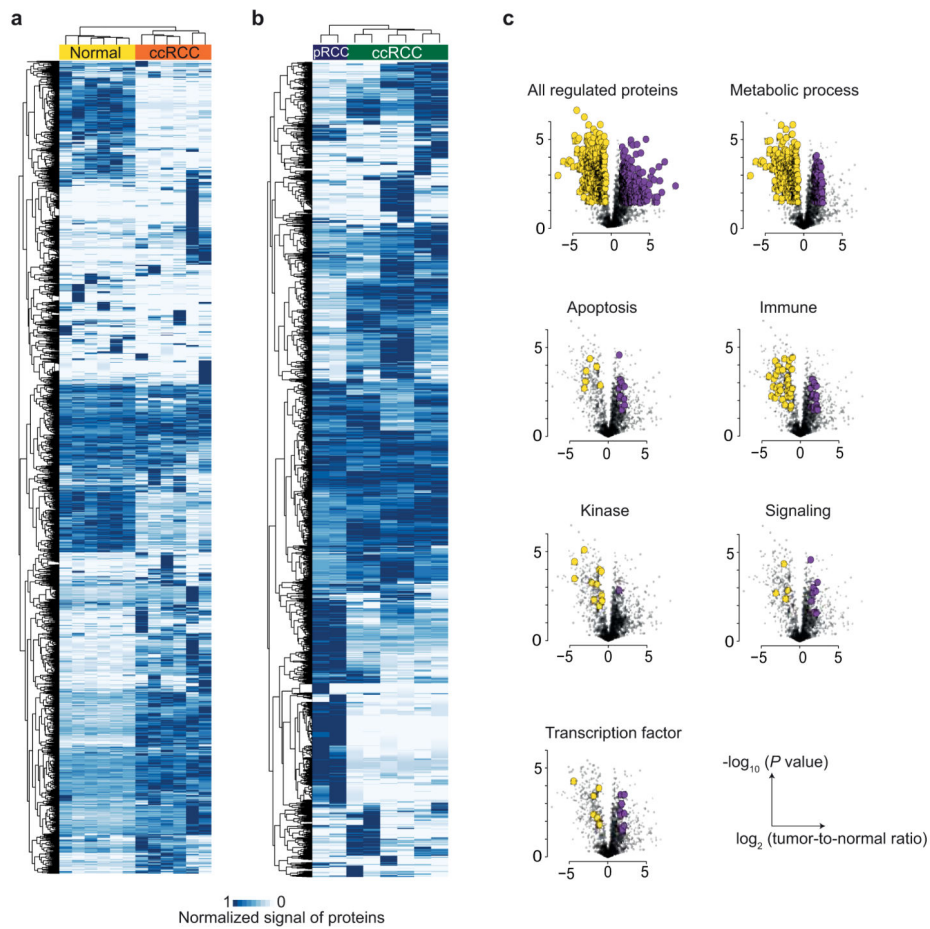 a
b
c
Normal
ccRCC
pRCC
ccRCC
1 0
Normalized signal of proteins
All regulated proteins
Metabolic process
5
0
−5 0 5
5
0
−5 0 5
Apoptosis
Immune
5
0
−5 0 5
5
0
−5 0 5
Kinase
Signaling
5
0
−5 0 5
5
0
−5 0 5
Transcription factor
5
0
−5 0 5
-log10 (P value)
log2 (tumor-to-normal ratio)